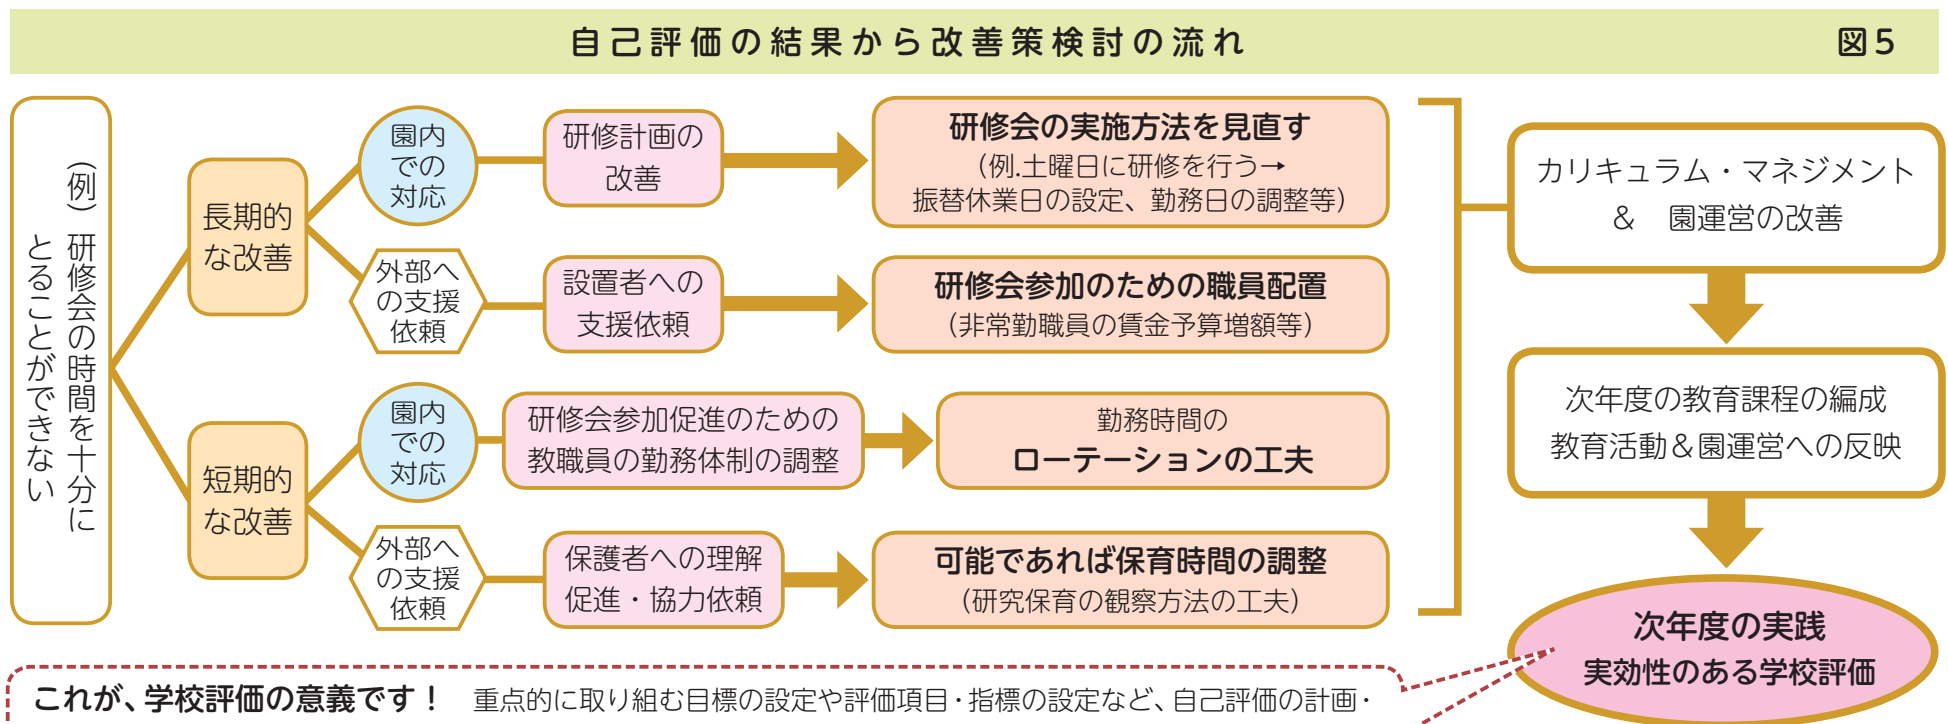 自己評価の結果から改善策検討の流れ
図5
(例)研修会の時間を十分に
とることができない
長期的
な改善
園内
での
対応
研修計画の
改善
研修会の実施方法を見直す
(例.土曜日に研修を行う→
振替休業日の設定、勤務日の調整等)
外部へ
の支援
依頼
設置者への
支援依頼
研修会参加のための職員配置
(非常勤職員の賃金予算増額等)
短期的
な改善
園内
での
対応
研修会参加促進のための
教職員の勤務体制の調整
勤務時間の
ローテーションの工夫
外部へ
の支援
依頼
保護者への理解
促進・協力依頼
可能であれば保育時間の調整
(研究保育の観察方法の工夫)
カリキュラム・マネジメント
& 園運営の改善
次年度の教育課程の編成
教育活動&園運営への反映
次年度の実践
実効性のある学校評価
これが、学校評価の意義です! 重点的に取り組む目標の設定や評価項目・指標の設定など、自己評価の計画・